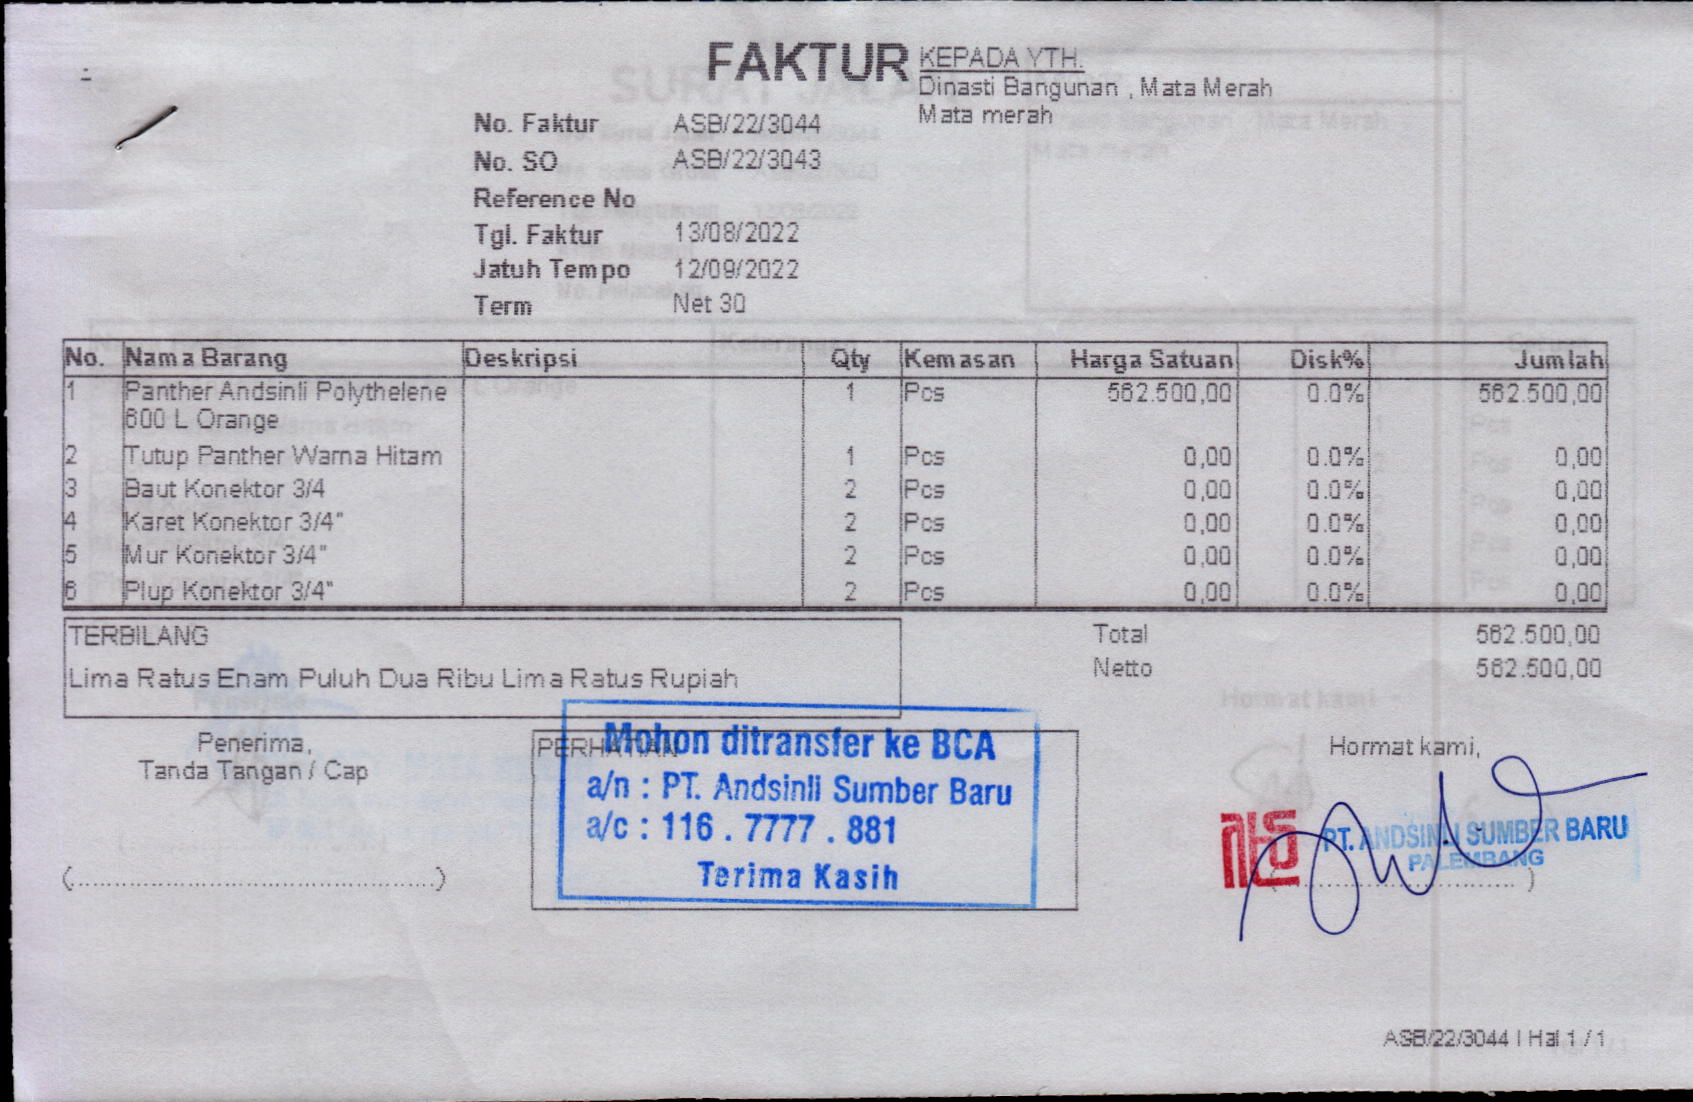 FAKTUR
KEPADA YTH.
Dinasti Bangunan , Mata Merah
Mata merah
No. Faktur ASB/22/3044
No. SO ASB/22/3043
Reference No
Tgl. Faktur 13/08/2022
Jatuh Tempo 12/09/2022
Term Net 30
No. Nama Barang Deskripsi Qty Kemasan Harga Satuan Disk% Jumlah
1 Panther Andsinli Polythelene 1 Pcs 562.500,00 0.0% 562.500,00
600 L Orange
2 Tutup Panther Warna Hitam 1 Pcs 0,00 0.0% 0,00
3 Baut Konektor 3/4 2 Pcs 0,00 0.0% 0,00
4 Karet Konektor 3/4" 2 Pcs 0,00 0.0% 0,00
5 Mur Konektor 3/4" 2 Pcs 0,00 0.0% 0,00
6 Plup Konektor 3/4" 2 Pcs 0,00 0.0% 0,00
TERBILANG
Lima Ratus Enam Puluh Dua Ribu Lima Ratus Rupiah
Total 562.500,00
Netto 562.500,00
Penerima,
Tanda Tangan / Cap
(................................................)
PERHATIAN
Mohon ditransfer ke BCA
a/n : PT. Andsinli Sumber Baru
a/c : 116 . 7777 . 881
Terima Kasih
Hormat kami,
PT. ANDSINLI SUMBER BARU
PALEMBANG
ASB/22/3044 | Hal 1 / 1